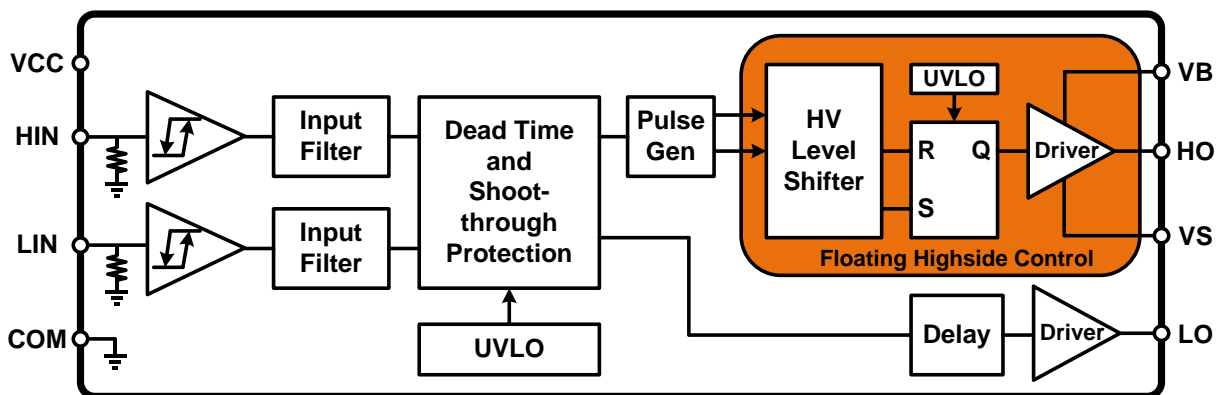 VCC
HIN
LIN
COM
Input
Filter
Input
Filter
Dead Time
and
Shoot-
through
Protection
UVLO
Pulse
Gen
HV
Level
Shifter
UVLO
R Q
S
Driver
Floating Highside Control
Delay
Driver
VB
HO
VS
LO